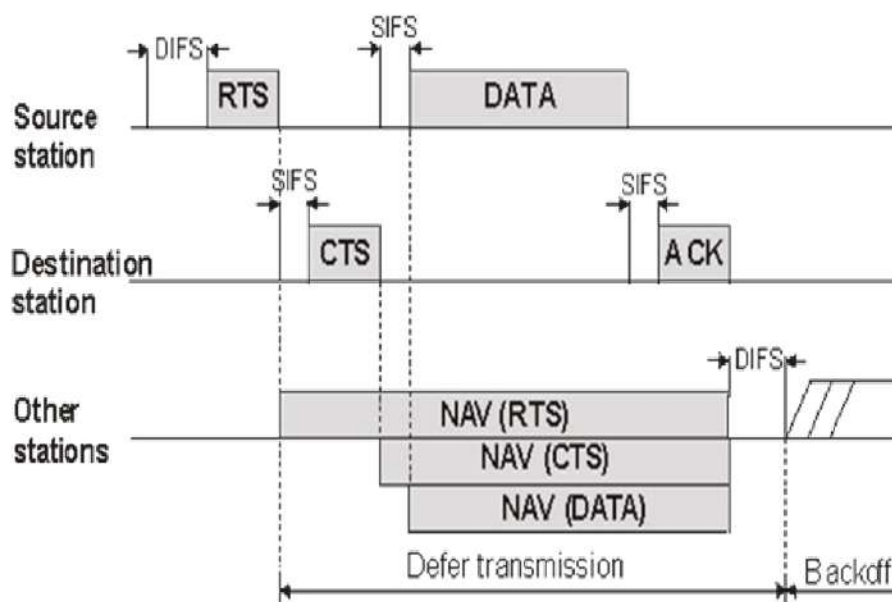 SIFS
DIFS
RTS
DATA
Source
station
SIFS
SIFS
CTS
ACK
Destination
station
DIFS
Other
stations
NAV (RTS)
NAV (CTS)
NAV (DATA)
Defer transmission
Backoff